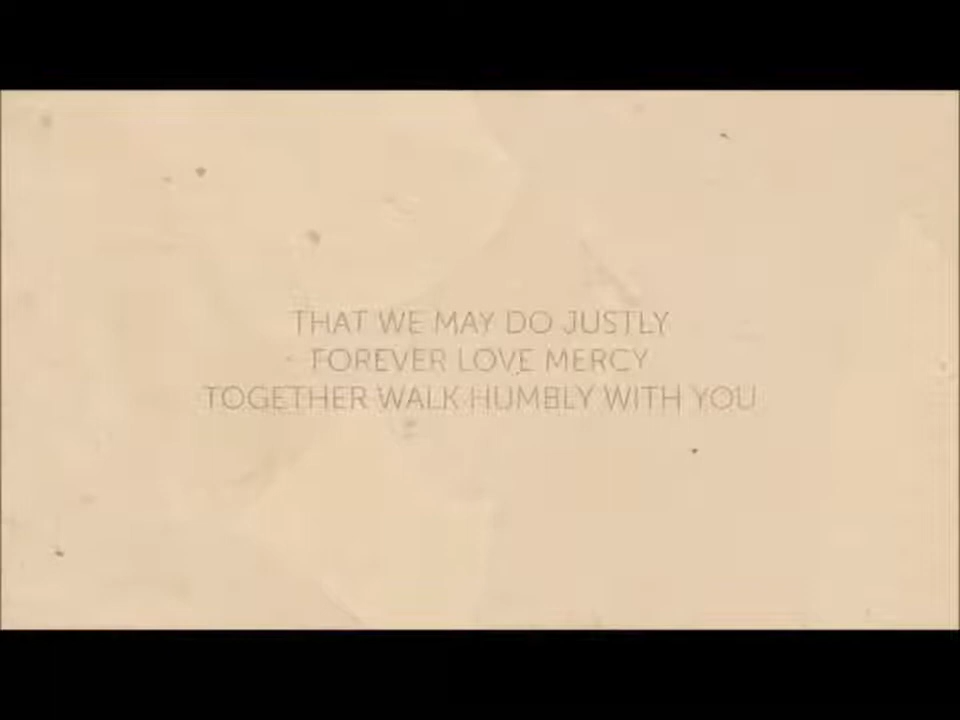 THAT WE MAY DO JUSTLY
FOREVER LOVE MERCY
TOGETHER WALK HUMBLY WITH YOU